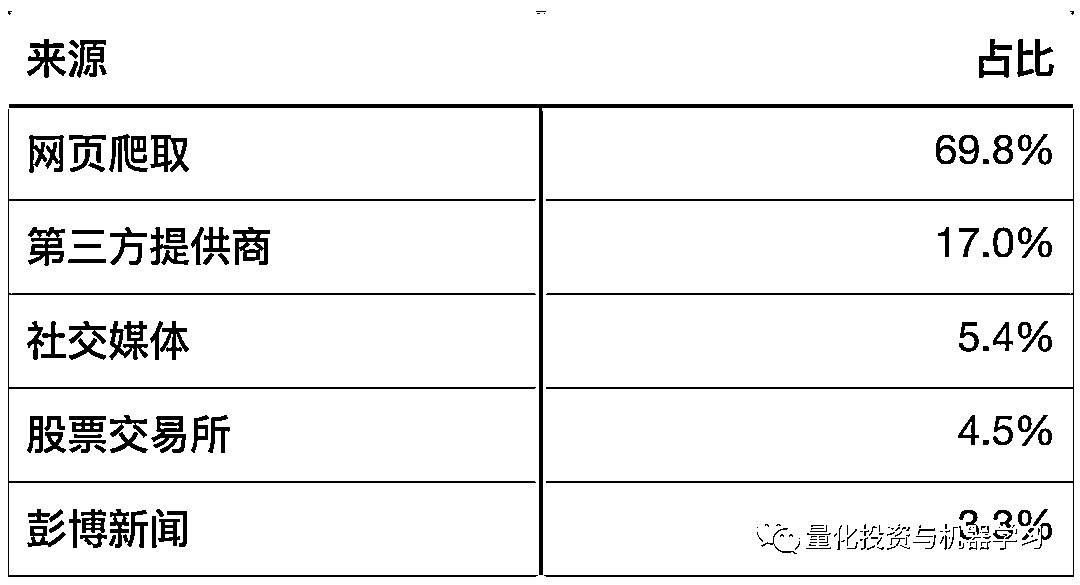 来源 占比
网页爬取 69.8%
第三方提供商 17.0%
社交媒体 5.4%
股票交易所 4.5%
彭博新闻 3.3%
量化投资与机器学习